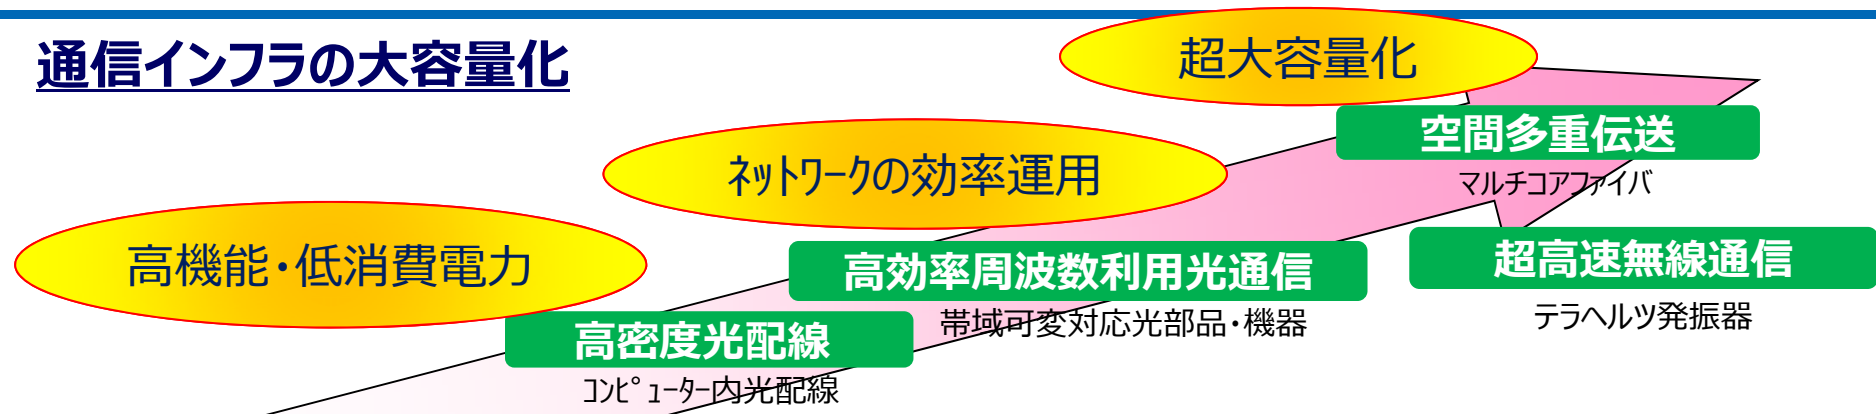 通信インフラの大容量化
超大容量化
空間多重伝送
マルチコアファイバ
ネットワークの効率運用
高機能・低消費電力
高効率周波数利用光通信
帯域可変対応光部品・機器
超高速無線通信
テラヘルツ発振器
高密度光配線
コンピューター内光配線